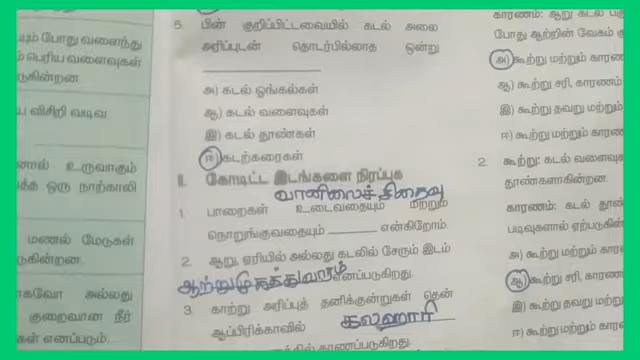 யும் போது வளைந்து
ம் பெரிய வளைவுகள்
டுகின்றன
ய விசிறி வடிவ
னால் உருவாகும்
த்த ஒரு நாற்காலி
மணல் மேடுகள்
டுகின்றன.
ாகவோ அல்லது
குறைவான நீர்
கள் எனப்படும்.
5. பின் குறிப்பிட்டவையில் கடல் அலை
அரிப்புடன் தொடர்பில்லாத ஒன்று
அ) கடல் ஓங்கல்கள்
ஆ) கடல் வளைவுகள்
இ) கடல் தூண்கள்
ஈ) கடற்கரைகள்
II. கோடிட்ட இடங்களை நிரப்புக
வானிலைச் சிதைவு
1. பாறைகள் உடைவதையும் மற்றும்
நொறுங்குவதையும் ________ என்கிறோம்.
2. ஆறு, ஏரியில் அல்லது கடலில் சேரும் இடம்
ஆற்றுமுகத்துவாரம் எனப்படுகிறது.
3. காற்று அரிப்புத் தனிக்குன்றுகள் தென்
ஆப்பிரிக்காவில் கலஹாரி
காரணம்: ஆறு கடல்
போது ஆற்றின் வேகம்
அ) கூற்று மற்றும் காரண
ஆ) கூற்று சரி, காரணம்
இ) கூற்று தவறு மற்றும்
ஈ) கூற்று மற்றும் காரண
2. கூற்று: கடல் வளைவு
தூண்களாகின்றன.
காரணம்: கடல் தூண்
படிவுகளால் ஏற்படுகின்
அ) கூற்று மற்றும் காரண
ஆ) கூற்று சரி, காரண
இ) கூற்று தவறு மற்றும்
ஈ) கூற்று மற்றும் காரண